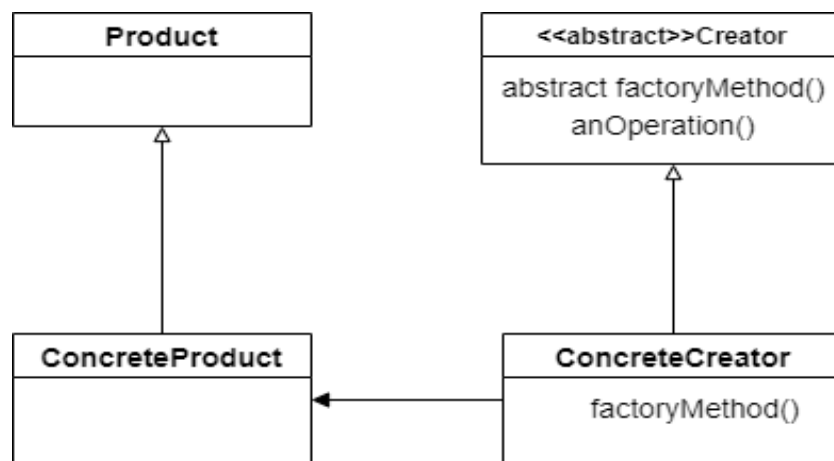 Product
<<abstract>>Creator
abstract factoryMethod()
anOperation()
ConcreteProduct
ConcreteCreator
factoryMethod()